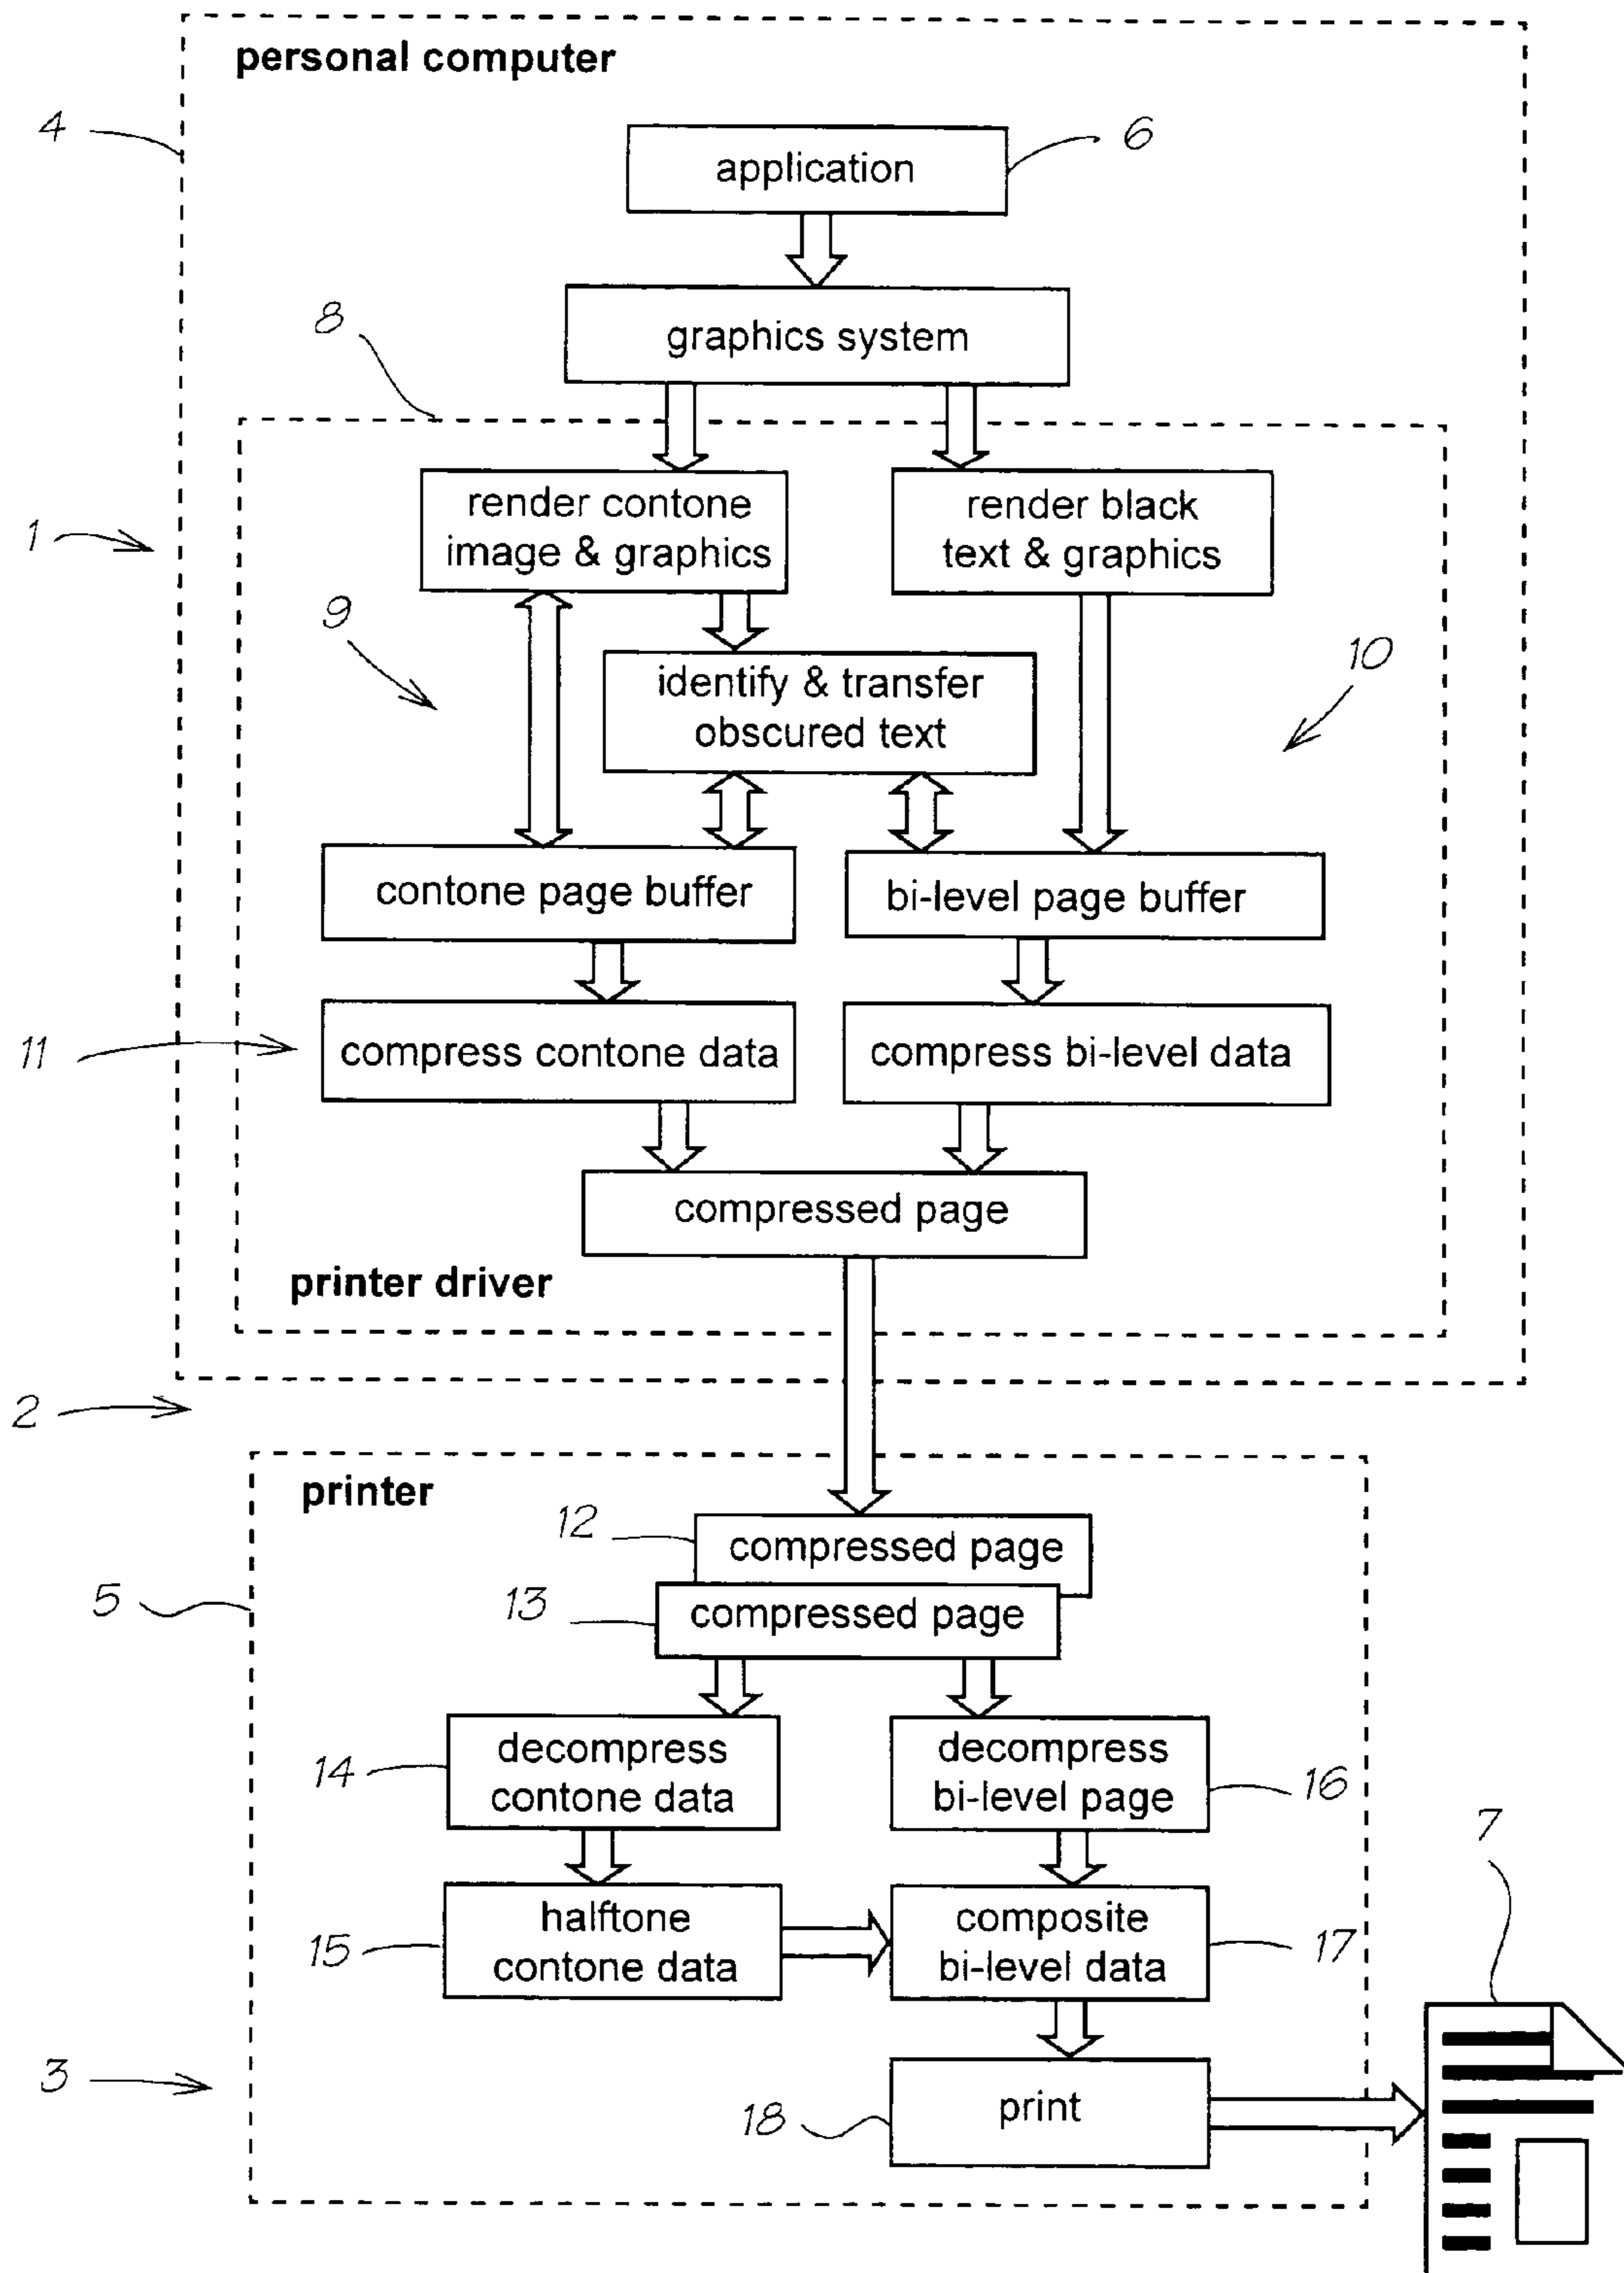 personal computer
4
application
6
graphics system
8
render contone
image & graphics
render black
text & graphics
1
9
identify & transfer
obscured text
10
contone page buffer
bi-level page buffer
11
compress contone data
compress bi-level data
compressed page
printer driver
2
printer
12
compressed page
5
13
compressed page
14
decompress
contone data
decompress
bi-level page
16
7
15
halftone
contone data
composite
bi-level data
17
3
18
print